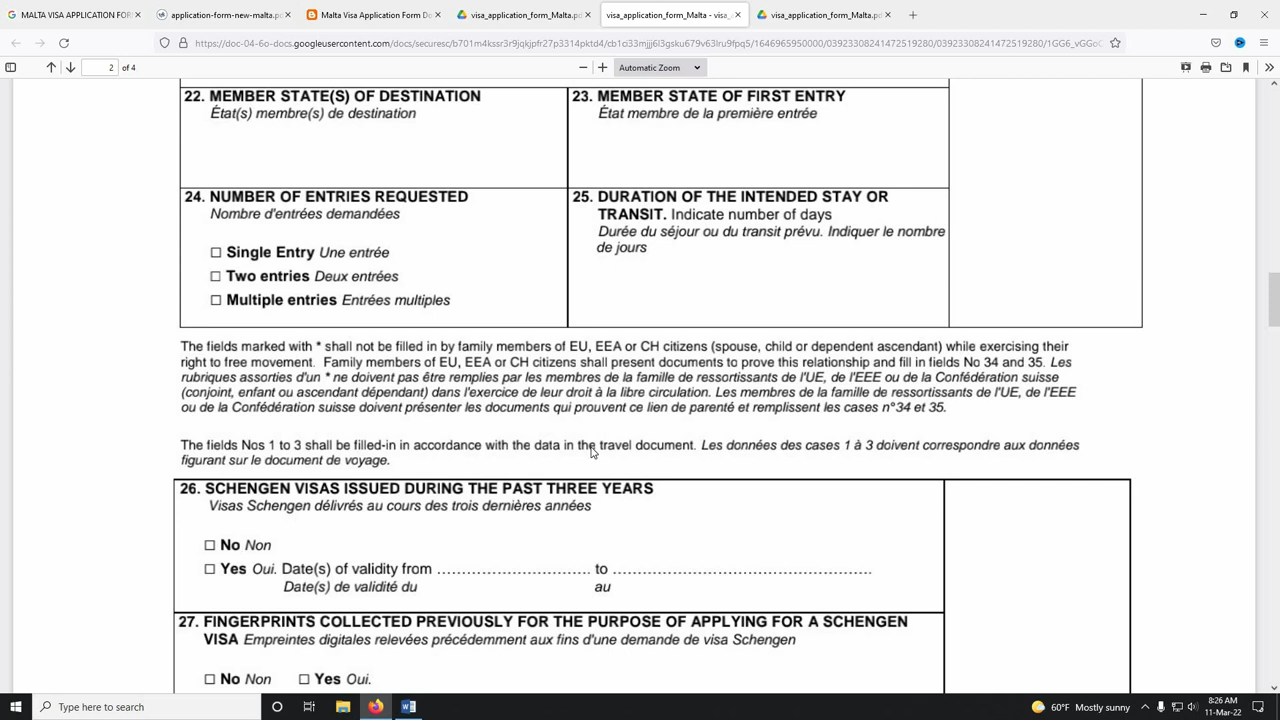 MALTA VISA APPLICATION FOR
application-form-new-malta.pd
Malta Visa Application Form Do
visa_application_form_Malta.pd
visa_application_form_Malta - visa_
visa_application_form_Malta.pd
2 of 4
Automatic Zoom
22. MEMBER STATE(S) OF DESTINATION
État(s) membre(s) de destination
23. MEMBER STATE OF FIRST ENTRY
État membre de la première entrée
24. NUMBER OF ENTRIES REQUESTED
Nombre d'entrées demandées
Single Entry Une entrée
Two entries Deux entrées
Multiple entries Entrées multiples
25. DURATION OF THE INTENDED STAY OR
TRANSIT. Indicate number of days
Durée du séjour ou du transit prévu. Indiquer le nombre
de jours
The fields marked with * shall not be filled in by family members of EU, EEA or CH citizens (spouse, child or dependent ascendant) while exercising their
right to free movement. Family members of EU, EEA or CH citizens shall present documents to prove this relationship and fill in fields No 34 and 35. Les
rubriques assorties d'un * ne doivent pas être remplies par les membres de la famille de ressortissants de l'UE, de l'EEE ou de la Confédération suisse
(conjoint, enfant ou ascendant dépendant) dans l'exercice de leur droit à la libre circulation. Les membres de la famille de ressortissants de l'UE, de l'EEE
ou de la Confédération suisse doivent présenter les documents qui prouvent ce lien de parenté et remplissent les cases n°34 et 35.
The fields Nos 1 to 3 shall be filled-in in accordance with the data in the travel document. Les données des cases 1 à 3 doivent correspondre aux données
figurant sur le document de voyage.
26. SCHENGEN VISAS ISSUED DURING THE PAST THREE YEARS
Visas Schengen délivrés au cours des trois dernières années
No Non
Yes Oui. Date(s) of validity from ................................. to .......................................................
Date(s) de validité du au
27. FINGERPRINTS COLLECTED PREVIOUSLY FOR THE PURPOSE OF APPLYING FOR A SCHENGEN
VISA Empreintes digitales relevées précédemment aux fins d'une demande de visa Schengen
No Non Yes Oui.
Type here to search
60°F Mostly sunny
8:26 AM
11-Mar-22